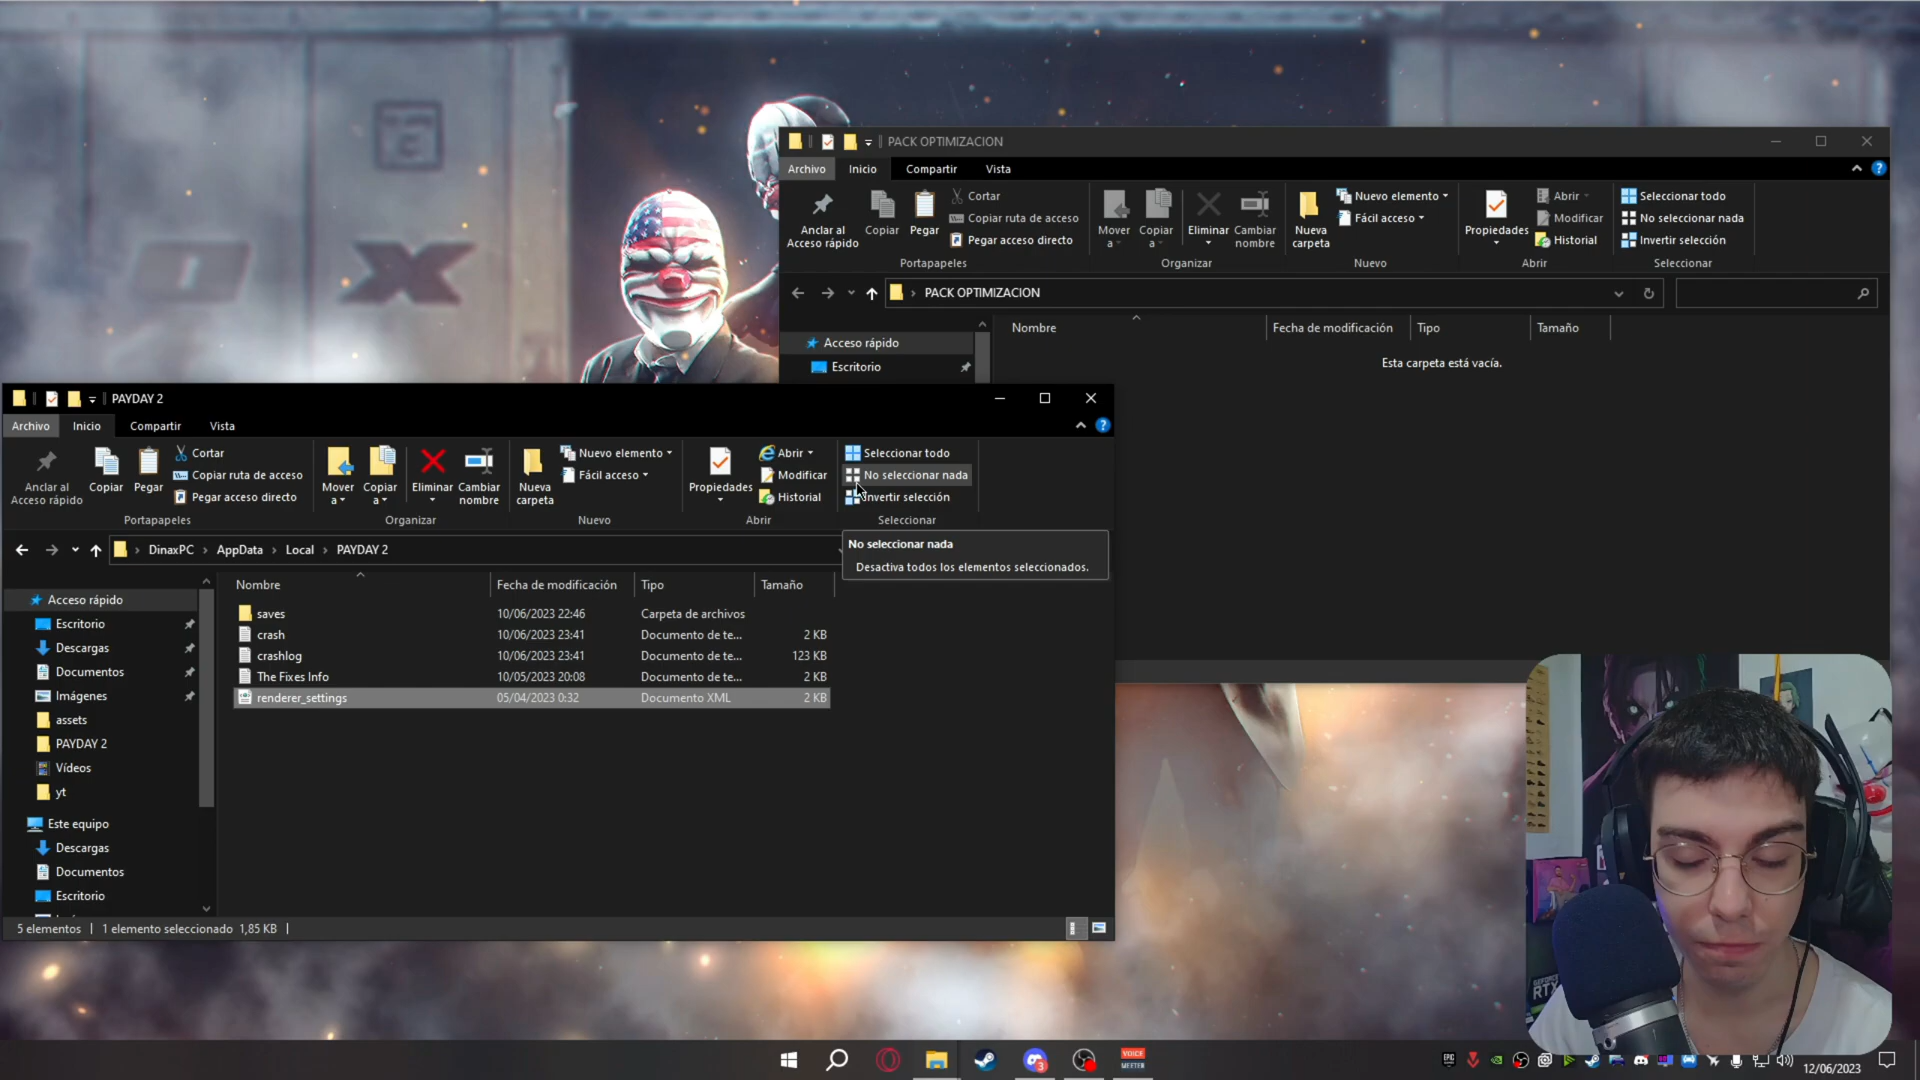 PACK OPTIMIZACION
Archivo Inicio Compartir Vista
Anclar al
Acceso rápido
Copiar
Pegar
Cortar
Copiar ruta de acceso
Pegar acceso directo
Mover
a
Copiar
a
Eliminar
Cambiar
nombre
Nueva
carpeta
Nuevo elemento
Fácil acceso
Propiedades
Abrir
Modificar
Historial
Seleccionar todo
No seleccionar nada
Invertir selección
Portapapeles Organizar Nuevo Abrir Seleccionar
PACK OPTIMIZACION
Nombre Fecha de modificación Tipo Tamaño
Acceso rápido
Escritorio
Esta carpeta está vacía.
PAYDAY 2
Archivo Inicio Compartir Vista
Anclar al
Acceso rápido
Copiar
Pegar
Cortar
Copiar ruta de acceso
Pegar acceso directo
Mover
a
Copiar
a
Eliminar
Cambiar
nombre
Nueva
carpeta
Nuevo elemento
Fácil acceso
Propiedades
Abrir
Modificar
Historial
Seleccionar todo
No seleccionar nada
Invertir selección
Portapapeles Organizar Nuevo Abrir Seleccionar
DinaxPC AppData Local PAYDAY 2
No seleccionar nada
Desactiva todos los elementos seleccionados.
Nombre Fecha de modificación Tipo Tamaño
saves 10/06/2023 22:46 Carpeta de archivos
crash 10/06/2023 23:41 Documento de te... 2 KB
crashlog 10/06/2023 23:41 Documento de te... 123 KB
The Fixes Info 10/05/2023 20:08 Documento de te... 2 KB
renderer_settings 05/04/2023 0:32 Documento XML 2 KB
Acceso rápido
Escritorio
Descargas
Documentos
Imágenes
assets
PAYDAY 2
Vídeos
yt
Este equipo
Descargas
Documentos
Escritorio
5 elementos 1 elemento seleccionado 1,85 KB
GEFORCE
RTX
3
VOICE
MEETER
EPIC
12/06/2023